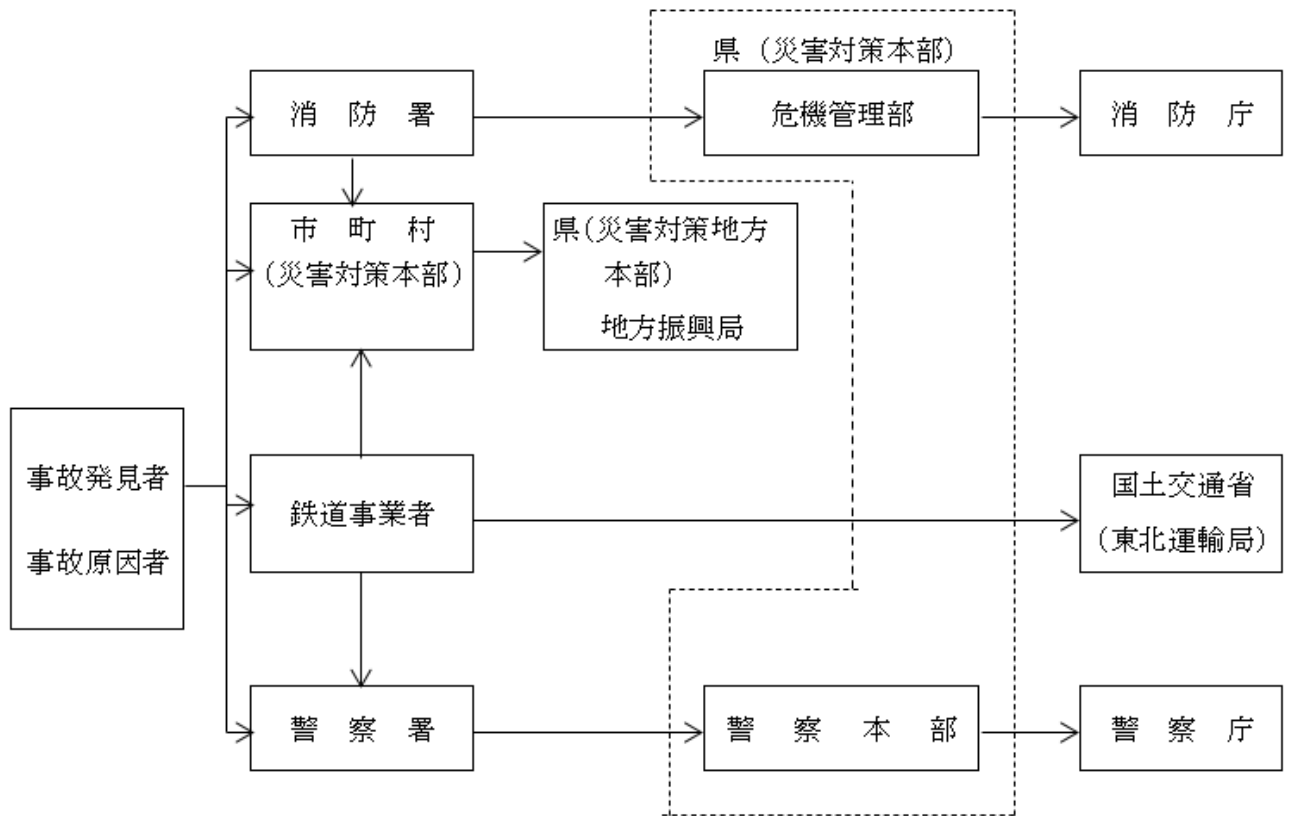 県（災害対策本部）
消　防　署
危機管理部
消　防　庁
市　町　村
(災害対策本部)
県(災害対策地方
本部)
地方振興局
事故発見者
事故原因者
鉄道事業者
国土交通省
(東北運輸局)
警　察　署
警　察　本　部
警　察　庁